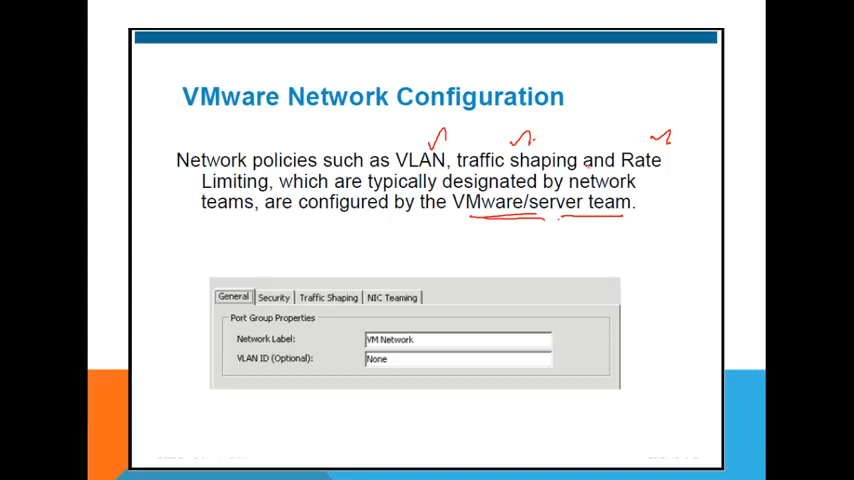 VMware Network Configuration
Network policies such as VLAN, traffic shaping and Rate
Limiting, which are typically designated by network
teams, are configured by the VMware/server team.
General Security Traffic Shaping NIC Teaming
Port Group Properties
Network Label: VM Network
VLAN ID (Optional): None